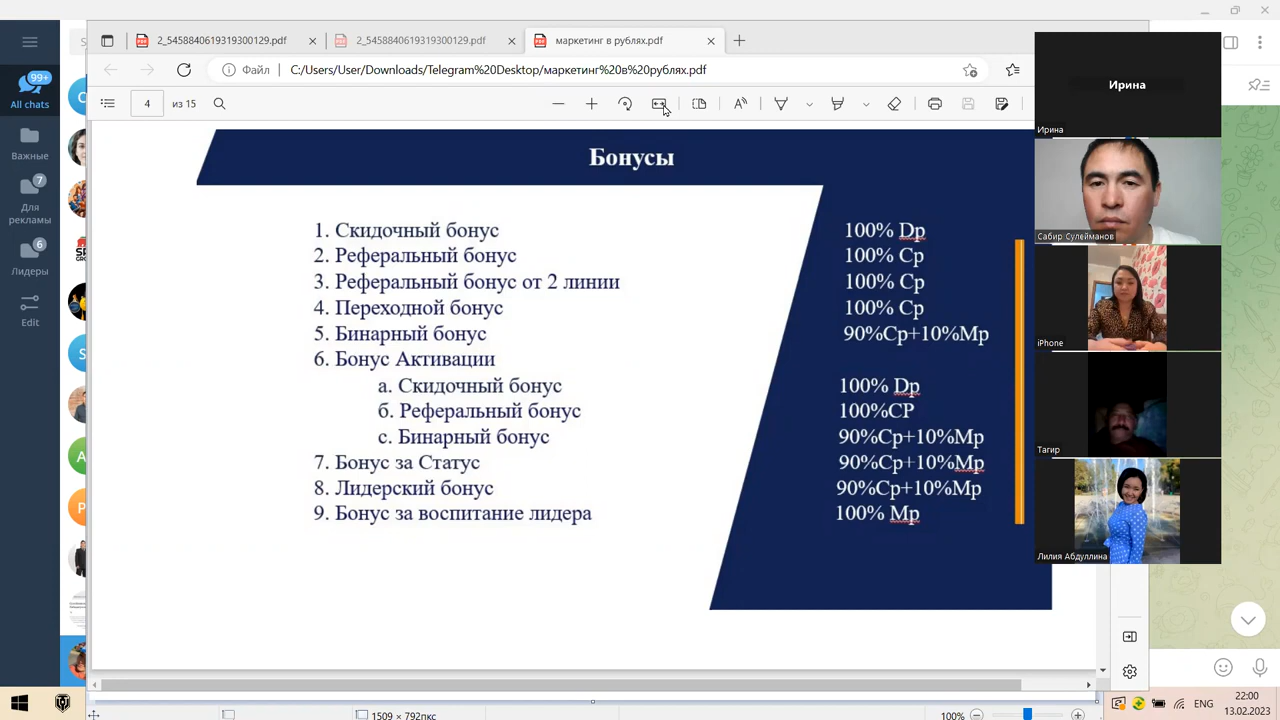 2_5458840619319300129.pdf
2_5458840619319300129.pdf
маркетинг в рублях.pdf
Файл
C:/Users/User/Downloads/Telegram%20Desktop/маркетинг%20в%20рублях.pdf
4 из 15
99+
All chats
Важные
7
Для
рекламы
6
Лидеры
Edit
Бонусы
1. Скидочный бонус 100% Dp
2. Реферальный бонус 100% Ср
3. Реферальный бонус от 2 линии 100% Ср
4. Переходной бонус 100% Ср
5. Бинарный бонус 90%Ср+10%Мр
6. Бонус Активации
а. Скидочный бонус 100% Dp
б. Реферальный бонус 100%СР
с. Бинарный бонус 90%Ср+10%Мр
7. Бонус за Статус 90%Ср+10%Мр
8. Лидерский бонус 90%Ср+10%Мр
9. Бонус за воспитание лидера 100% Мр
Ирина
Ирина
Сабир Сулейманов
iPhone
Тагир
Лилия Абдуллина
1509 × 792пкс
100%
ENG
22:00
13.02.2023